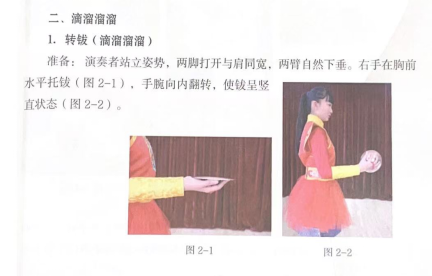 二、滴溜溜溜
1. 转钹（滴溜溜溜）
准备：演奏者站立姿势，两脚打开与肩同宽，两臂自然下垂。右手在胸前
水平托钹（图 2-1），手腕向内翻转，使钹呈竖
直状态（图 2-2）。
图 2-1
图 2-2